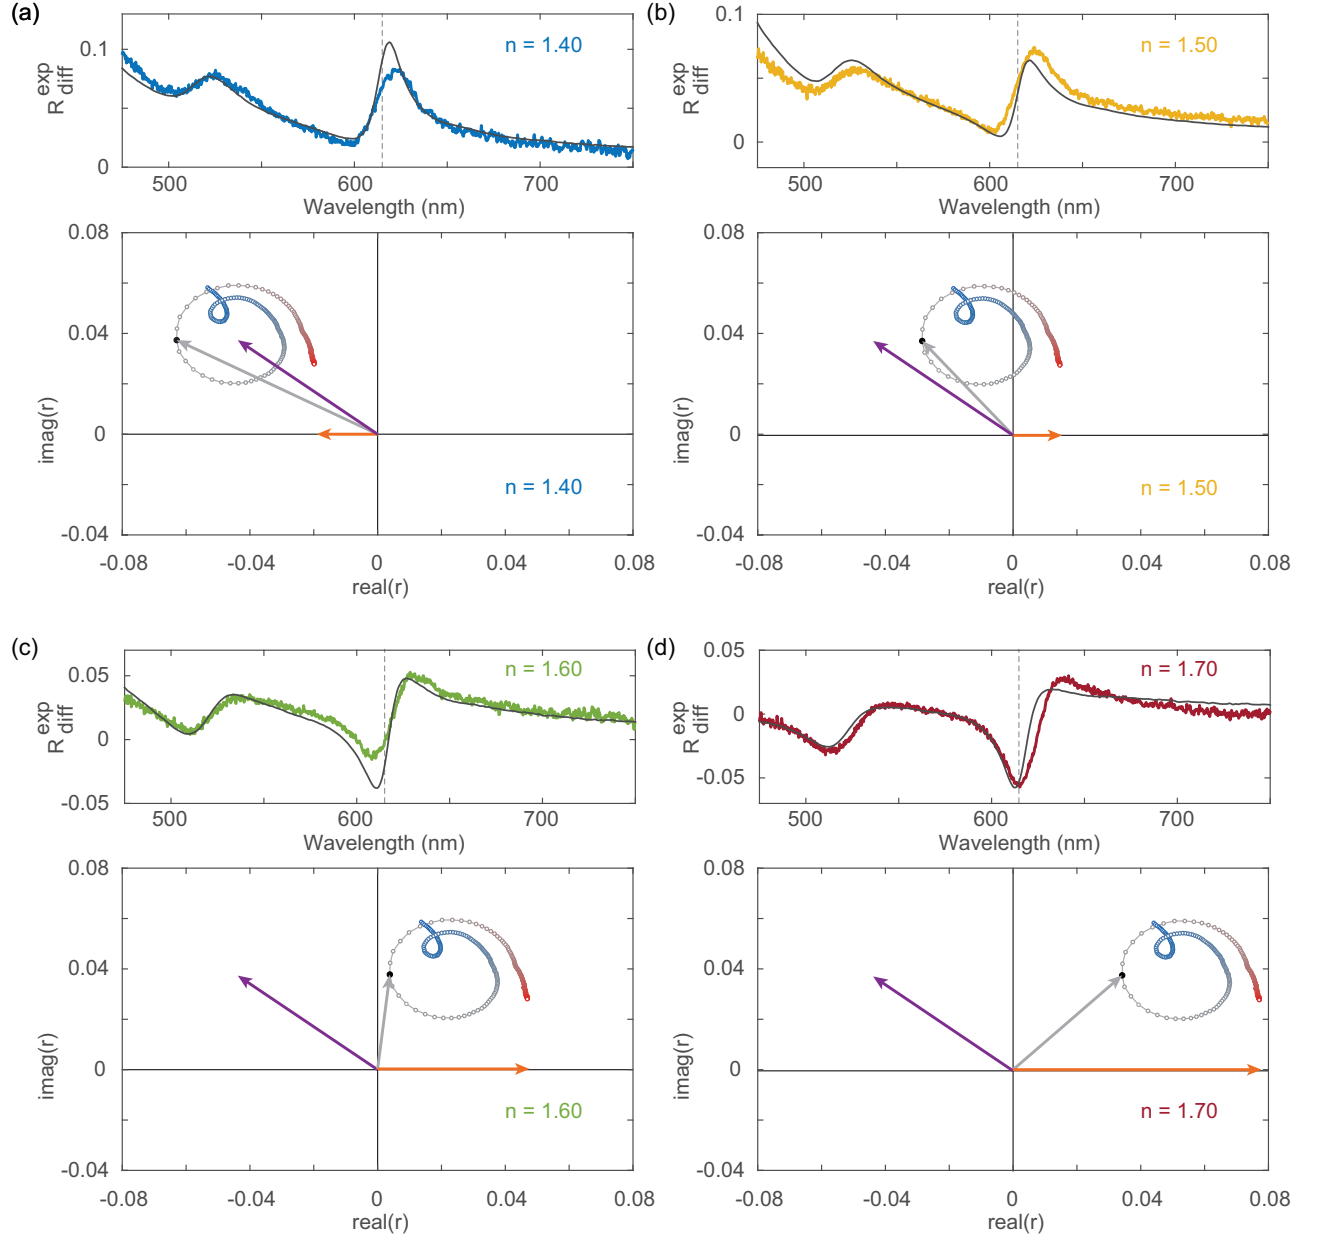 (a)
0.1
0
R exp diff
n = 1.40
500
600
700
Wavelength (nm)
0.08
0.04
0
-0.04
imag(r)
n = 1.40
-0.08
-0.04
0
0.04
0.08
real(r)
(b)
0.1
0
R exp diff
n = 1.50
500
600
700
Wavelength (nm)
0.08
0.04
0
-0.04
imag(r)
n = 1.50
-0.08
-0.04
0
0.04
0.08
real(r)
(c)
0.05
0
-0.05
R exp diff
n = 1.60
500
600
700
Wavelength (nm)
0.08
0.04
0
-0.04
imag(r)
n = 1.60
-0.08
-0.04
0
0.04
0.08
real(r)
(d)
0.05
0
-0.05
R exp diff
n = 1.70
500
600
700
Wavelength (nm)
0.08
0.04
0
-0.04
imag(r)
n = 1.70
-0.08
-0.04
0
0.04
0.08
real(r)